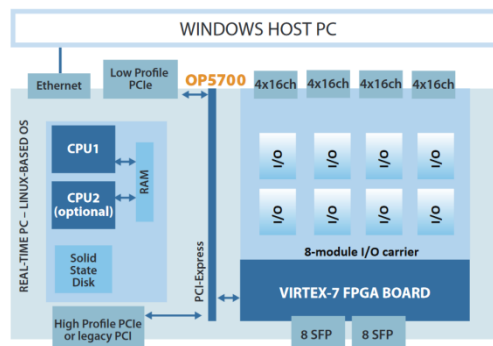 WINDOWS HOST PC
Ethernet
Low Profile
PCIe
OP5700
4x16ch
4x16ch
4x16ch
4x16ch
REAL-TIME PC – LINUX-BASED OS
CPU1
CPU2
(optional)
RAM
Solid
State
Disk
High Profile PCIe
or legacy PCI
PCI-Express
I/O
I/O
I/O
I/O
I/O
I/O
I/O
I/O
8-module I/O carrier
VIRTEX-7 FPGA BOARD
8 SFP
8 SFP